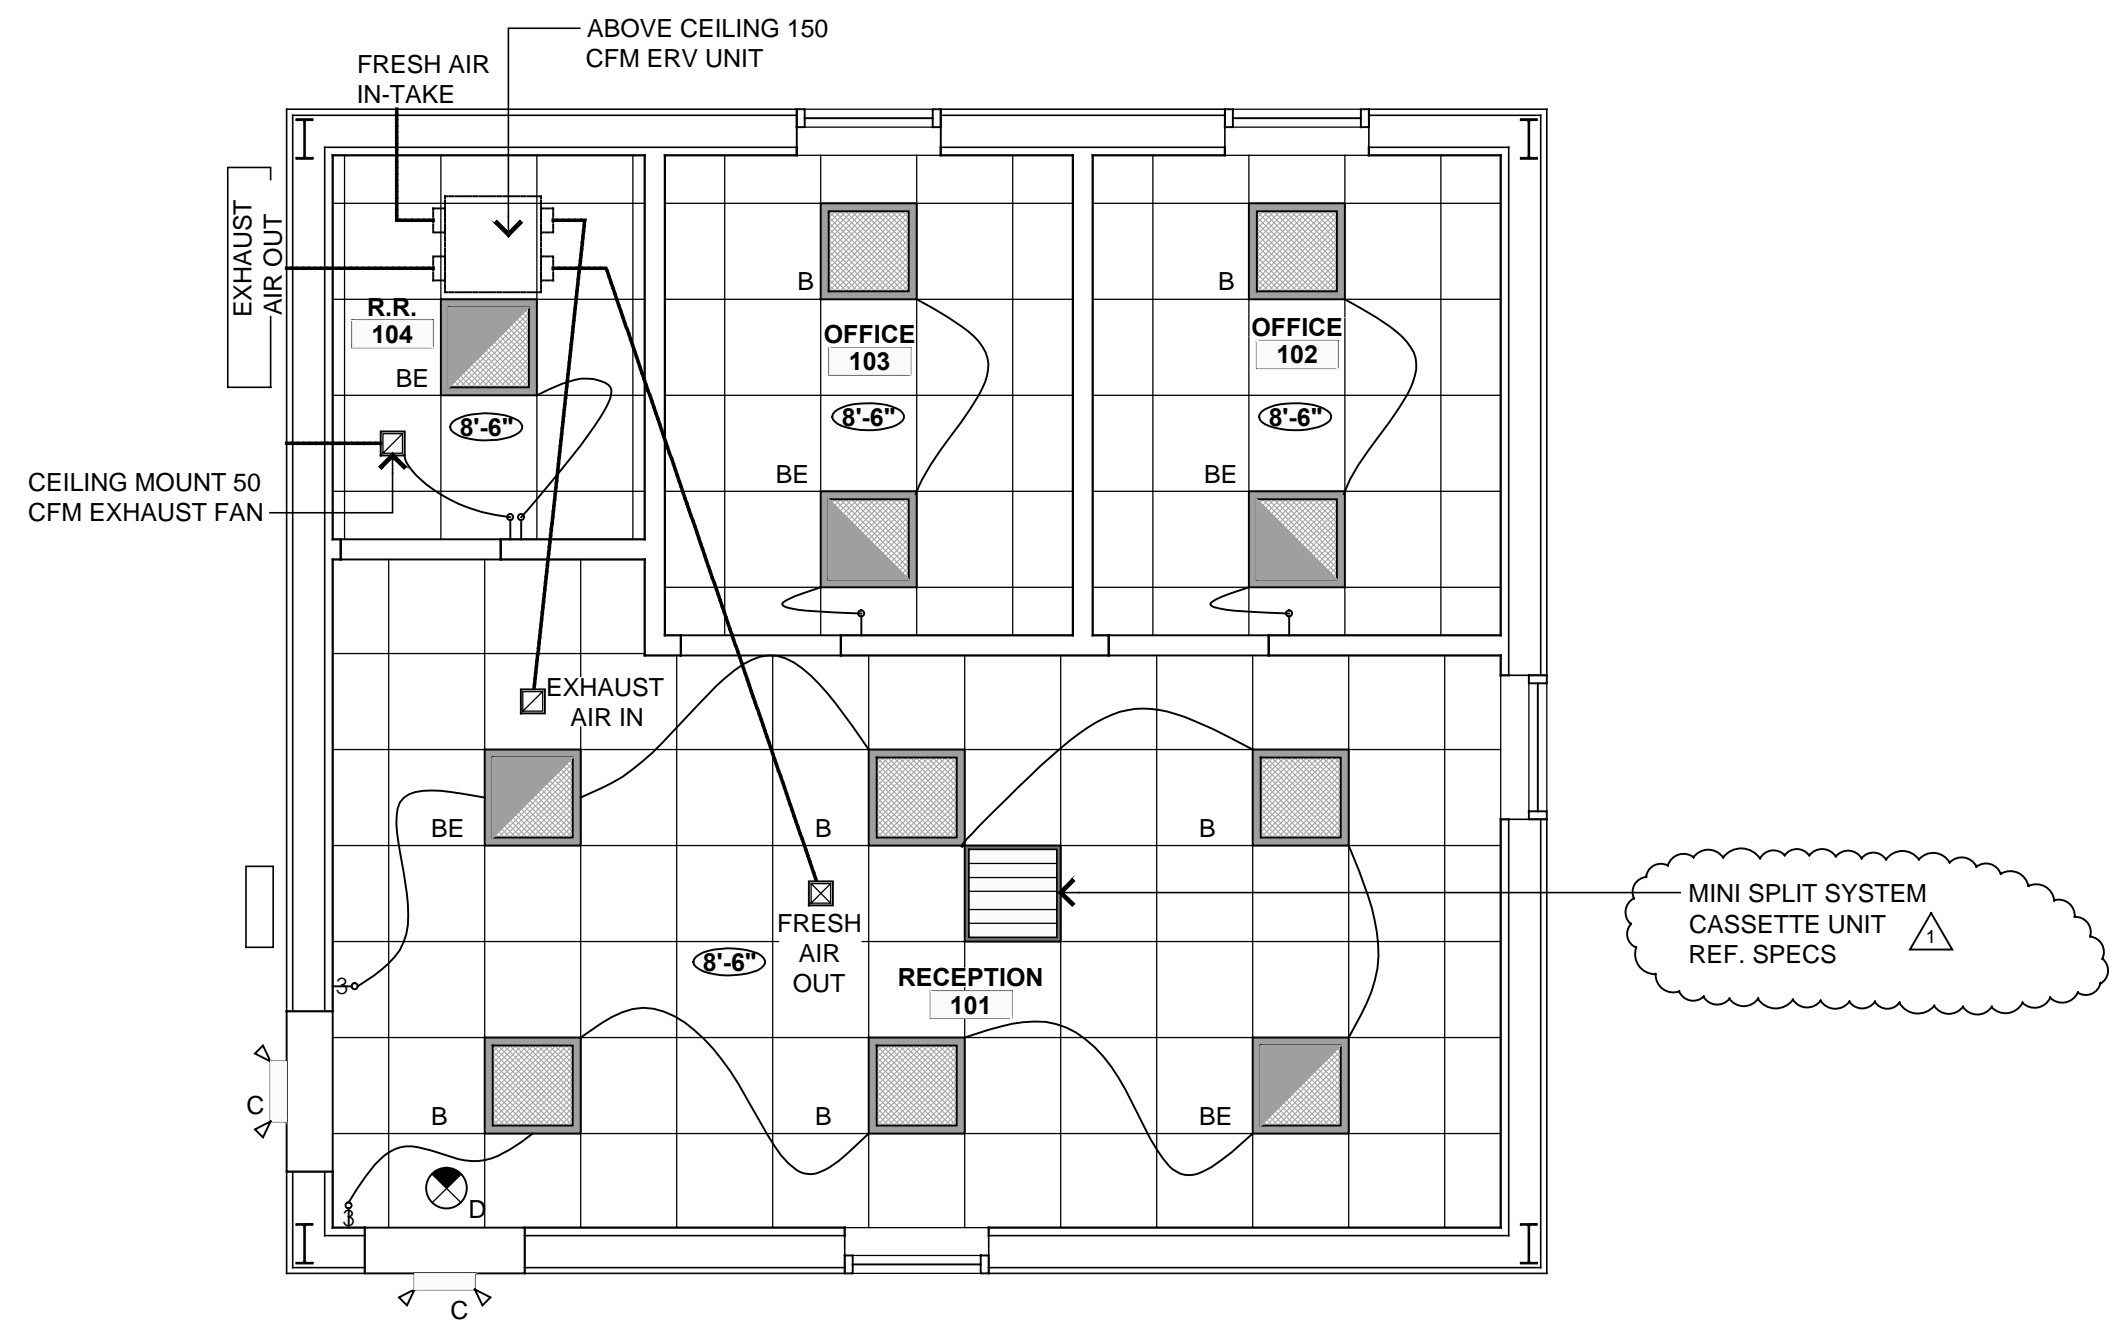 ABOVE CEILING 150
CFM ERV UNIT
FRESH AIR
IN-TAKE
EXHAUST
AIR OUT
R.R.
104
BE
8'-6"
CEILING MOUNT 50
CFM EXHAUST FAN
B
OFFICE
103
8'-6"
BE
B
OFFICE
102
8'-6"
BE
EXHAUST
AIR IN
BE
B
B
FRESH
AIR
OUT
8'-6"
RECEPTION
101
MINI SPLIT SYSTEM
CASSETTE UNIT
REF. SPECS
1
3
C
B
B
BE
D
3
C